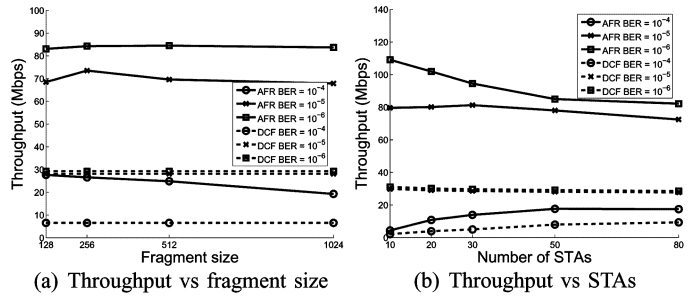 100
90
80
70
60
50
40
30
20
10
0
128
256
512
1024
Throughput (Mbps)
Fragment size
AFR BER = 10⁻⁴
AFR BER = 10⁻⁵
AFR BER = 10⁻⁶
DCF BER = 10⁻⁴
DCF BER = 10⁻⁵
DCF BER = 10⁻⁶
(a) Throughput vs fragment size
140
120
100
80
60
40
20
0
10
20
30
50
80
Throughput (Mbps)
Number of STAs
AFR BER = 10⁻⁴
AFR BER = 10⁻⁵
AFR BER = 10⁻⁶
DCF BER = 10⁻⁴
DCF BER = 10⁻⁵
DCF BER = 10⁻⁶
(b) Throughput vs STAs